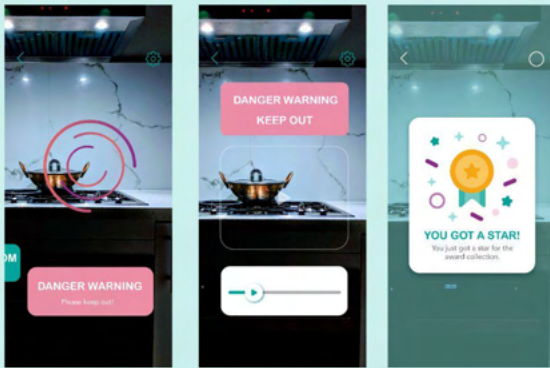 DANGER WARNING
Please keep out!
OM
DANGER WARNING
KEEP OUT
YOU GOT A STAR!
You just got a star for the
award collection.